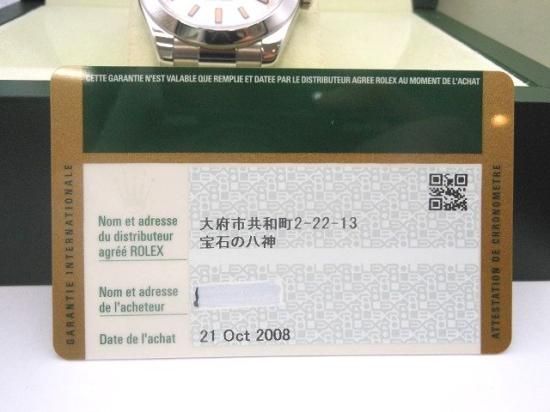 CETTE GARANTIE N'EST VALABLE QUE REMPLIE ET DATEE PAR LE DISTRIBUTEUR AGREE ROLEX AU MOMENT DE L'ACHAT
GARANTIE INTERNATIONALE
Nom et adresse
du distributeur
agréé ROLEX
大府市共和町2-22-13
宝石の八神
Nom et adresse
de l'acheteur
Date de l'achat
21 Oct 2008
ATTESTATION DE CHRONOMETRE